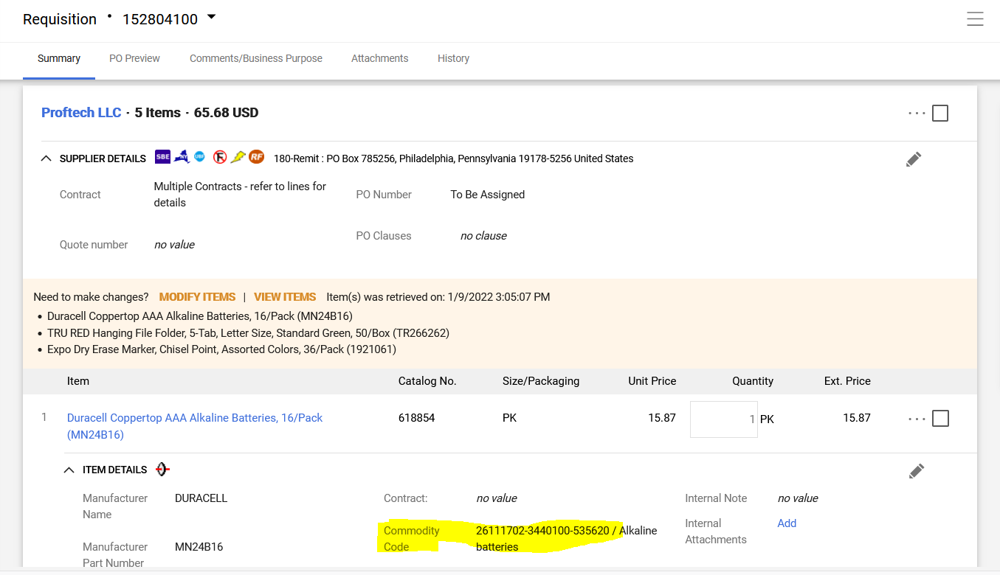 Requisition • 152804100
Summary PO Preview Comments/Business Purpose Attachments History
Proftech LLC · 5 Items · 65.68 USD
SUPPLIER DETAILS SBE NY UBF F RF 180-Remit : PO Box 785256, Philadelphia, Pennsylvania 19178-5256 United States
Contract
Multiple Contracts - refer to lines for
details
PO Number To Be Assigned
Quote number no value
PO Clauses no clause
Need to make changes? MODIFY ITEMS | VIEW ITEMS Item(s) was retrieved on: 1/9/2022 3:05:07 PM
• Duracell Coppertop AAA Alkaline Batteries, 16/Pack (MN24B16)
• TRU RED Hanging File Folder, 5-Tab, Letter Size, Standard Green, 50/Box (TR266262)
• Expo Dry Erase Marker, Chisel Point, Assorted Colors, 36/Pack (1921061)
Item Catalog No. Size/Packaging Unit Price Quantity Ext. Price
1 Duracell Coppertop AAA Alkaline Batteries, 16/Pack 618854 PK 15.87 1 PK 15.87
(MN24B16)
ITEM DETAILS
Manufacturer DURACELL
Name
Manufacturer MN24B16
Part Number
Contract: no value
Commodity 26111702-3440100-535620 / Alkaline
Code batteries
Internal Note no value
Internal Add
Attachments